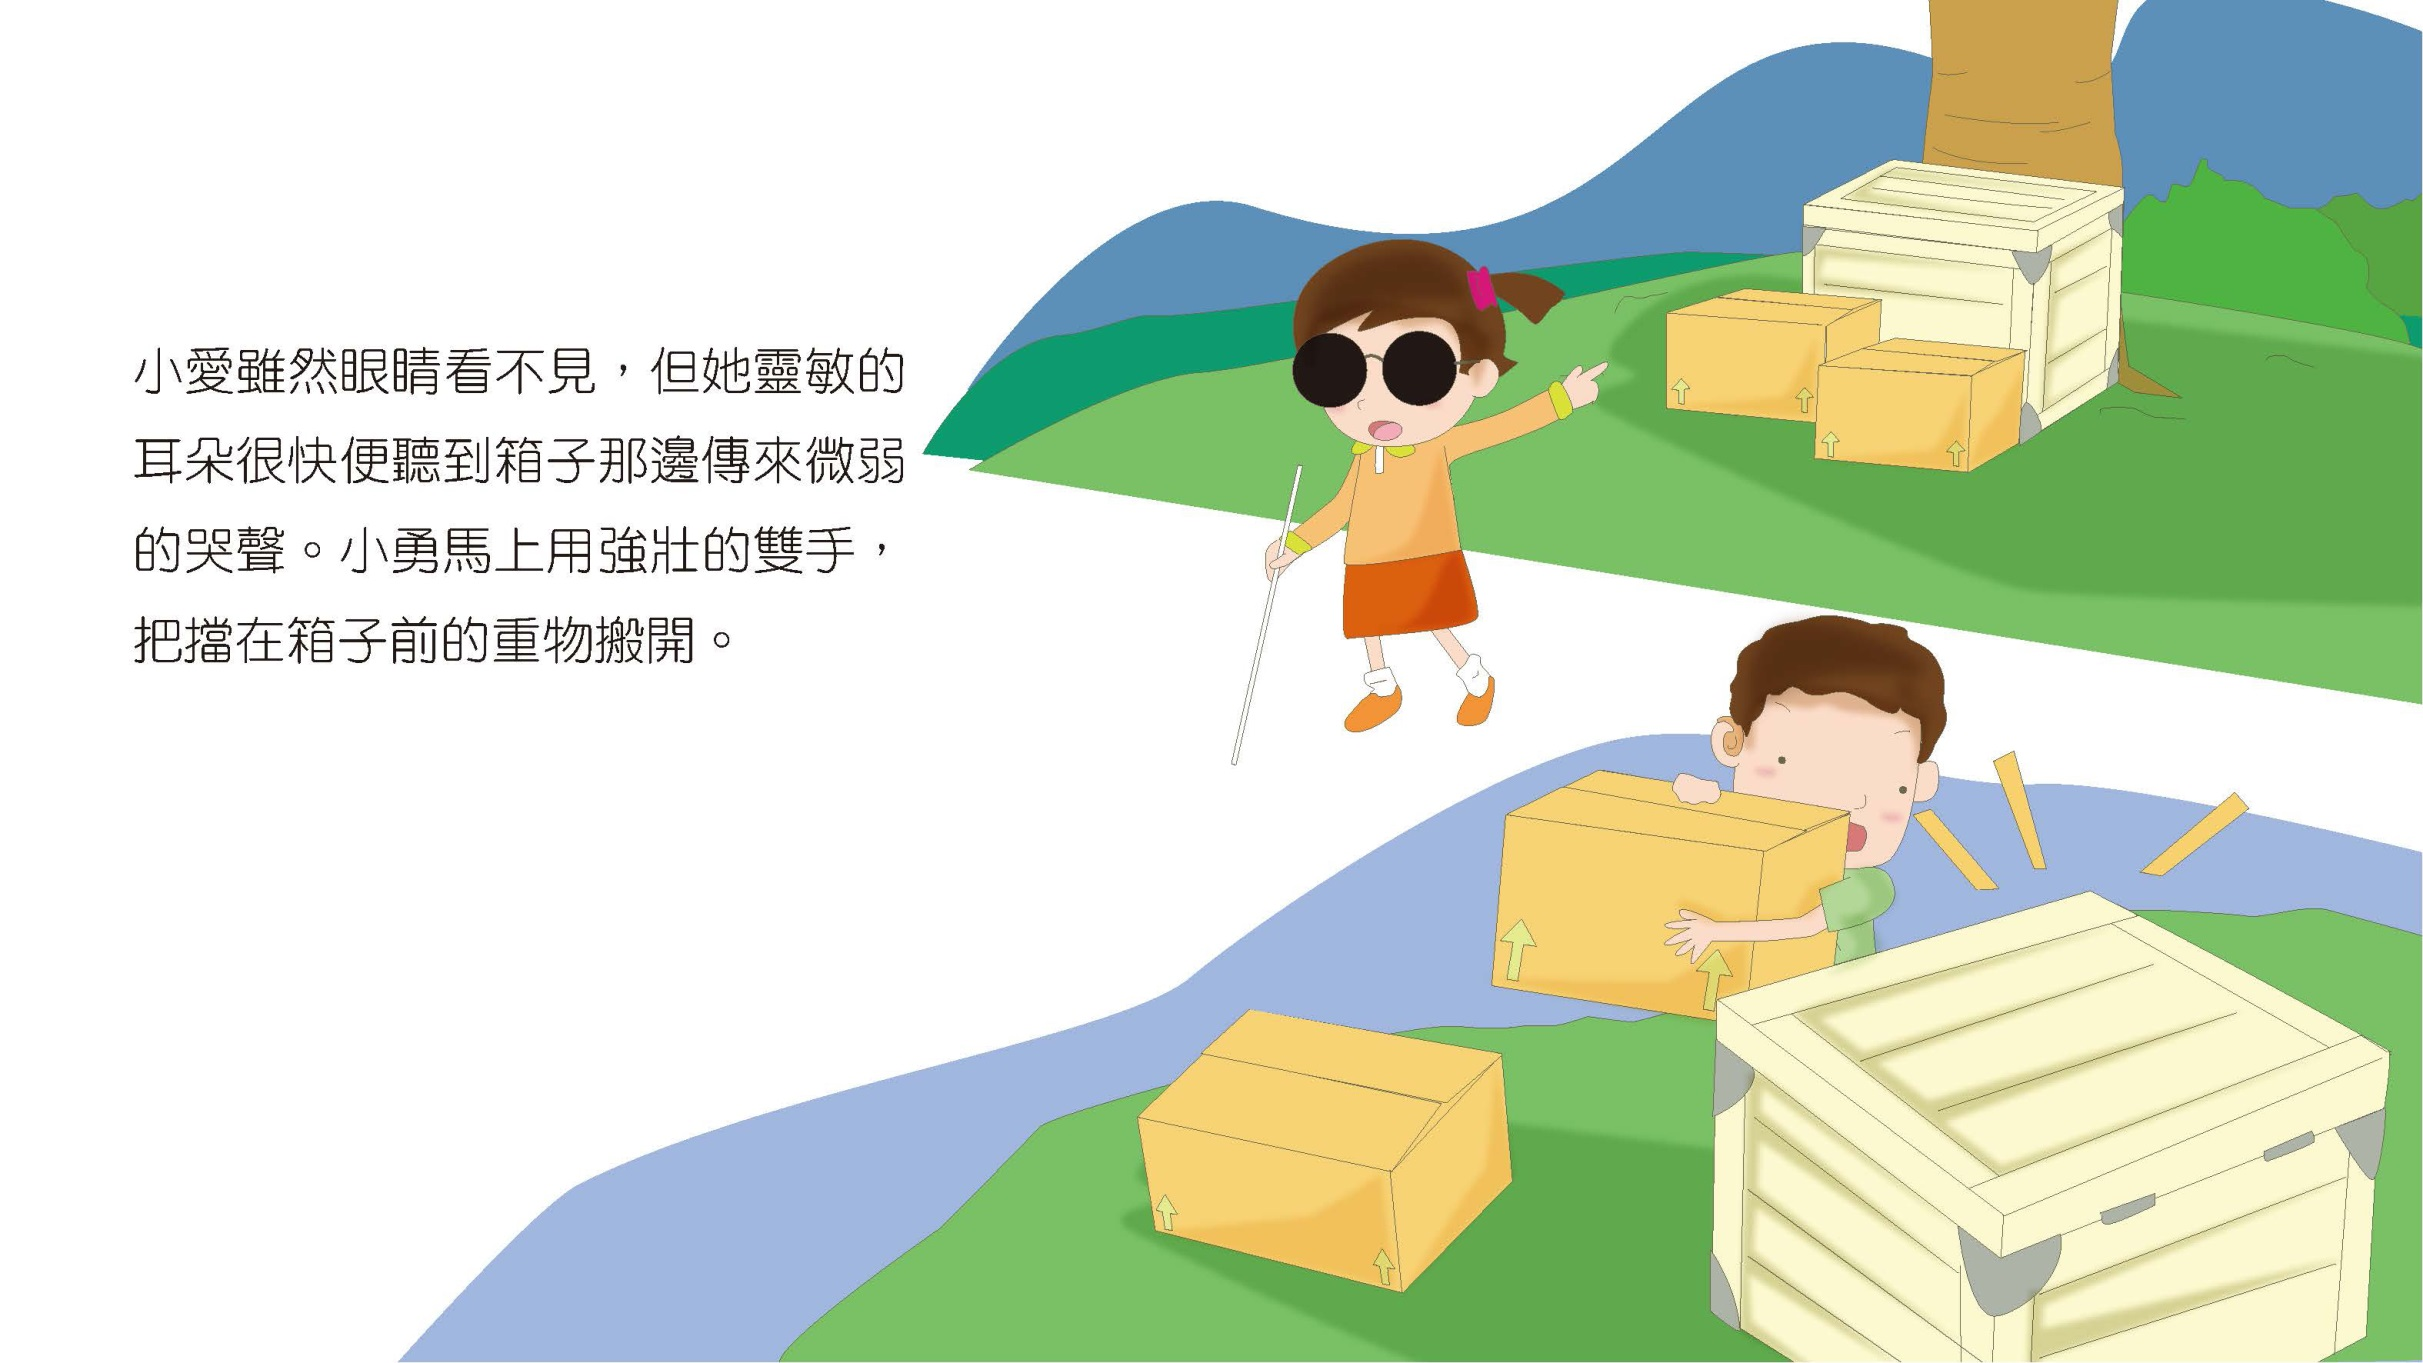 小愛雖然眼睛看不見，但她靈敏的
耳朵很快便聽到箱子那邊傳來微弱
的哭聲。小勇馬上用強壯的雙手，
把擋在箱子前的重物搬開。